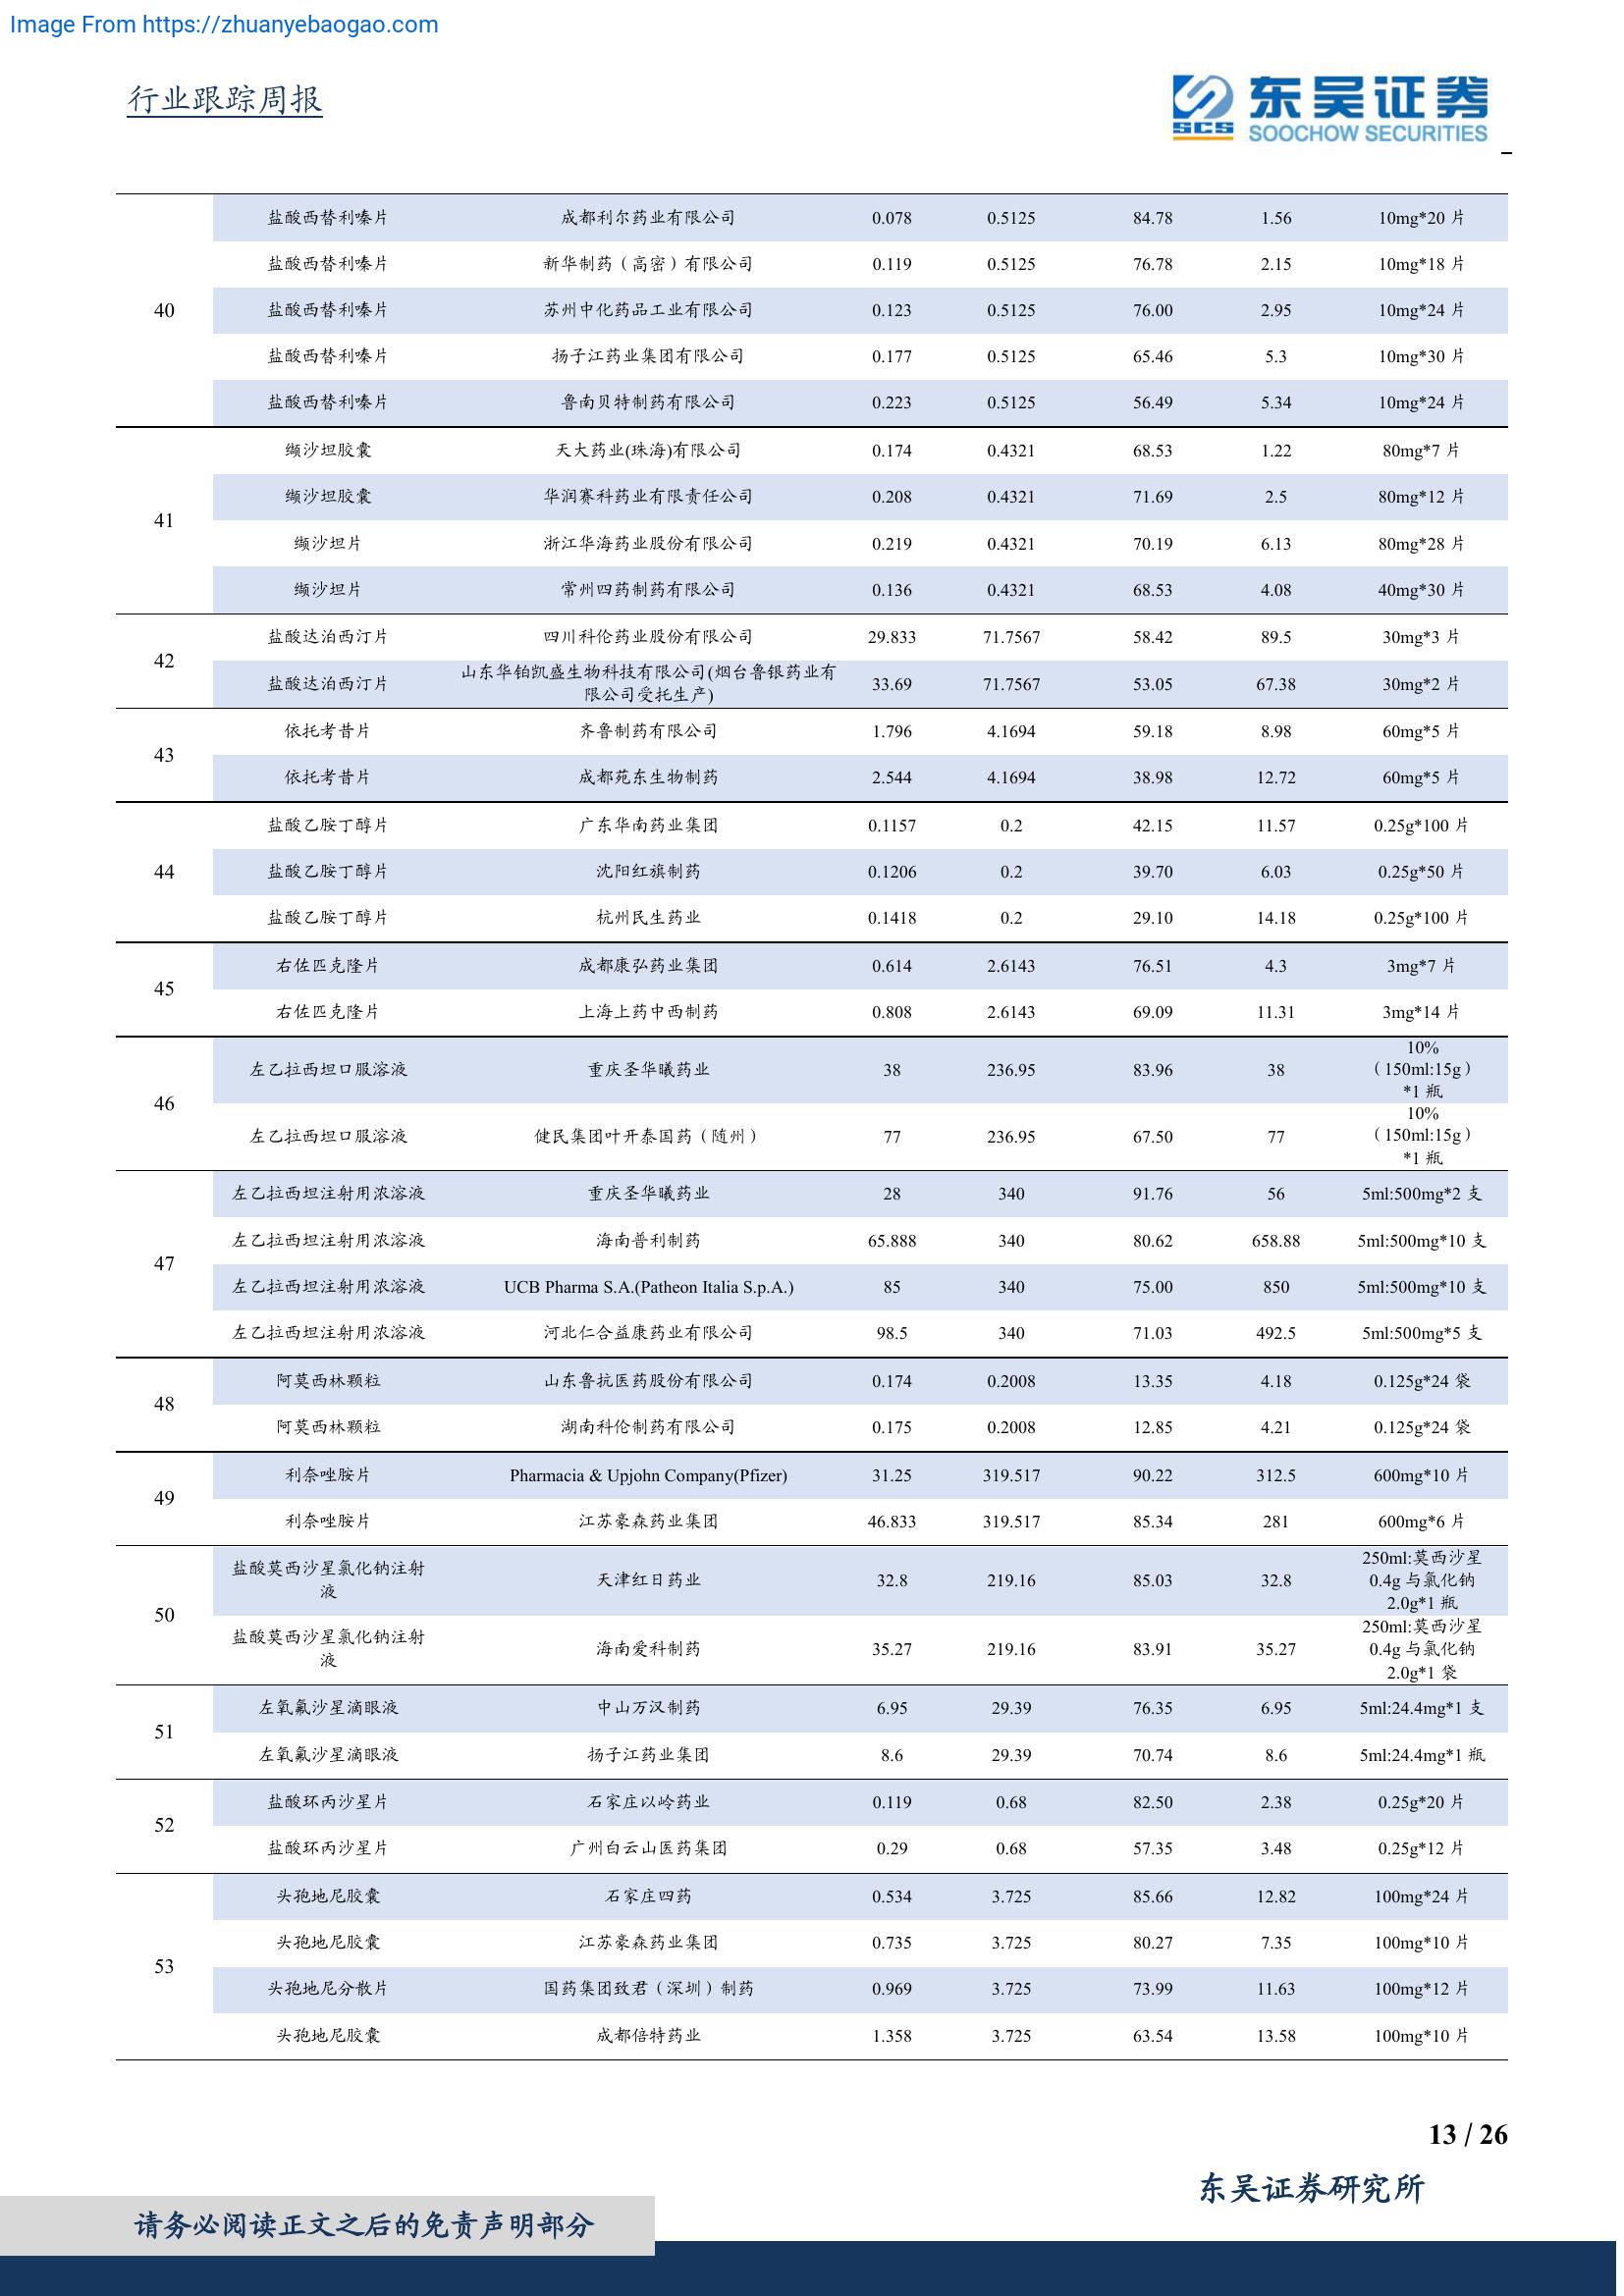 Image From https://zhuanyebaogao.com
行业跟踪周报
SCS 东吴证券
SOOCHOW SECURITIES
40
盐酸西替利嗪片 成都利尔药业有限公司 0.078 0.5125 84.78 1.56 10mg*20 片
盐酸西替利嗪片 新华制药（高密）有限公司 0.119 0.5125 76.78 2.15 10mg*18 片
盐酸西替利嗪片 苏州中化药品工业有限公司 0.123 0.5125 76.00 2.95 10mg*24 片
盐酸西替利嗪片 扬子江药业集团有限公司 0.177 0.5125 65.46 5.3 10mg*30 片
盐酸西替利嗪片 鲁南贝特制药有限公司 0.223 0.5125 56.49 5.34 10mg*24 片
41
缬沙坦胶囊 天大药业(珠海)有限公司 0.174 0.4321 68.53 1.22 80mg*7 片
缬沙坦胶囊 华润赛科药业有限责任公司 0.208 0.4321 71.69 2.5 80mg*12 片
缬沙坦片 浙江华海药业股份有限公司 0.219 0.4321 70.19 6.13 80mg*28 片
缬沙坦片 常州四药制药有限公司 0.136 0.4321 68.53 4.08 40mg*30 片
42
盐酸达泊西汀片 四川科伦药业股份有限公司 29.833 71.7567 58.42 89.5 30mg*3 片
盐酸达泊西汀片 山东华铂凯盛生物科技有限公司(烟台鲁银药业有
限公司受托生产) 33.69 71.7567 53.05 67.38 30mg*2 片
43
依托考昔片 齐鲁制药有限公司 1.796 4.1694 59.18 8.98 60mg*5 片
依托考昔片 成都苑东生物制药 2.544 4.1694 38.98 12.72 60mg*5 片
44
盐酸乙胺丁醇片 广东华南药业集团 0.1157 0.2 42.15 11.57 0.25g*100 片
盐酸乙胺丁醇片 沈阳红旗制药 0.1206 0.2 39.70 6.03 0.25g*50 片
盐酸乙胺丁醇片 杭州民生药业 0.1418 0.2 29.10 14.18 0.25g*100 片
45
右佐匹克隆片 成都康弘药业集团 0.614 2.6143 76.51 4.3 3mg*7 片
右佐匹克隆片 上海上药中西制药 0.808 2.6143 69.09 11.31 3mg*14 片
46
左乙拉西坦口服溶液 重庆圣华曦药业 38 236.95 83.96 38 10%
（150ml:15g）
*1 瓶
左乙拉西坦口服溶液 健民集团叶开泰国药（随州） 77 236.95 67.50 77 10%
（150ml:15g）
*1 瓶
47
左乙拉西坦注射用浓溶液 重庆圣华曦药业 28 340 91.76 56 5ml:500mg*2 支
左乙拉西坦注射用浓溶液 海南普利制药 65.888 340 80.62 658.88 5ml:500mg*10 支
左乙拉西坦注射用浓溶液 UCB Pharma S.A.(Patheon Italia S.p.A.) 85 340 75.00 850 5ml:500mg*10 支
左乙拉西坦注射用浓溶液 河北仁合益康药业有限公司 98.5 340 71.03 492.5 5ml:500mg*5 支
48
阿莫西林颗粒 山东鲁抗医药股份有限公司 0.174 0.2008 13.35 4.18 0.125g*24 袋
阿莫西林颗粒 湖南科伦制药有限公司 0.175 0.2008 12.85 4.21 0.125g*24 袋
49
利奈唑胺片 Pharmacia & Upjohn Company(Pfizer) 31.25 319.517 90.22 312.5 600mg*10 片
利奈唑胺片 江苏豪森药业集团 46.833 319.517 85.34 281 600mg*6 片
50
盐酸莫西沙星氯化钠注射
液 天津红日药业 32.8 219.16 85.03 32.8 250ml:莫西沙星
0.4g 与氯化钠
2.0g*1 瓶
盐酸莫西沙星氯化钠注射
液 海南爱科制药 35.27 219.16 83.91 35.27 250ml:莫西沙星
0.4g 与氯化钠
2.0g*1 袋
51
左氧氟沙星滴眼液 中山万汉制药 6.95 29.39 76.35 6.95 5ml:24.4mg*1 支
左氧氟沙星滴眼液 扬子江药业集团 8.6 29.39 70.74 8.6 5ml:24.4mg*1 瓶
52
盐酸环丙沙星片 石家庄以岭药业 0.119 0.68 82.50 2.38 0.25g*20 片
盐酸环丙沙星片 广州白云山医药集团 0.29 0.68 57.35 3.48 0.25g*12 片
53
头孢地尼胶囊 石家庄四药 0.534 3.725 85.66 12.82 100mg*24 片
头孢地尼胶囊 江苏豪森药业集团 0.735 3.725 80.27 7.35 100mg*10 片
头孢地尼分散片 国药集团致君（深圳）制药 0.969 3.725 73.99 11.63 100mg*12 片
头孢地尼胶囊 成都倍特药业 1.358 3.725 63.54 13.58 100mg*10 片
13 / 26
东吴证券研究所
请务必阅读正文之后的免责声明部分